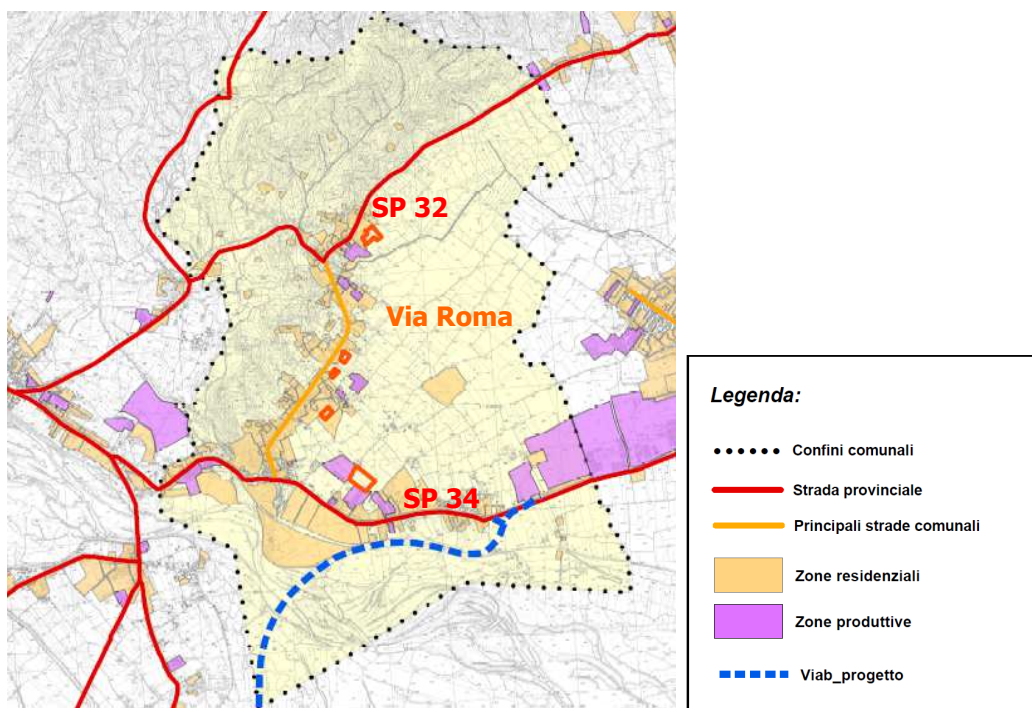 SP 32
Via Roma
SP 34
Legenda:
Confini comunali
Strada provinciale
Principali strade comunali
Zone residenziali
Zone produttive
Viab_progetto